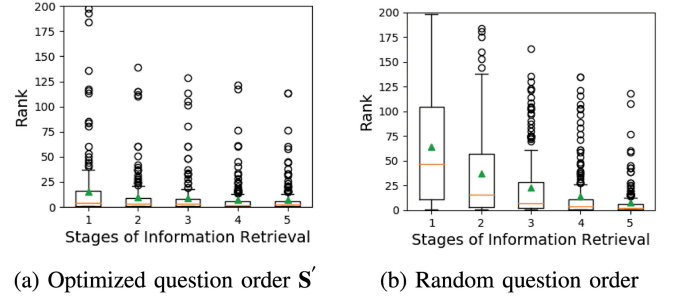 200
175
150
125
100
75
50
25
0
Rank
1 2 3 4 5
Stages of Information Retrieval
(a) Optimized question order S′
200
175
150
125
100
75
50
25
0
Rank
1 2 3 4 5
Stages of Information Retrieval
(b) Random question order